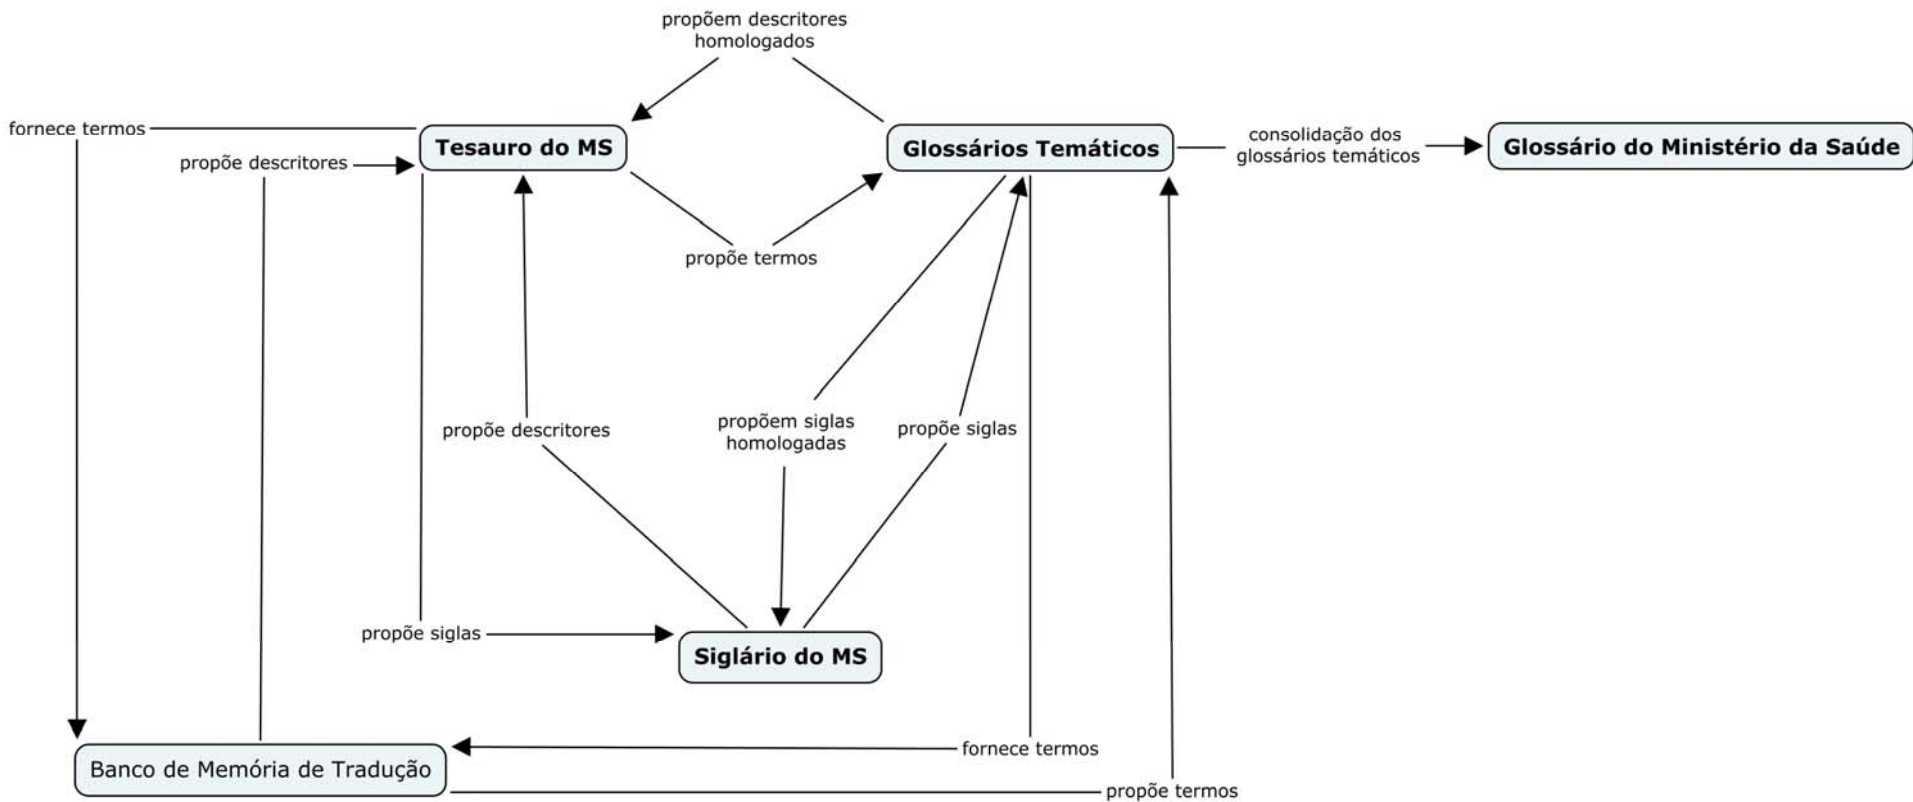 propõem descritores
homologados
fornece termos
Tesauro do MS
Glossários Temáticos
consolidação dos
glossários temáticos
Glossário do Ministério da Saúde
propõe descritores
propõe termos
propõe descritores
propõem siglas
homologadas
propõe siglas
propõe siglas
Siglário do MS
fornece termos
Banco de Memória de Tradução
propõe termos